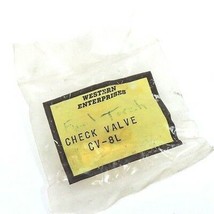 WESTERN
ENTERPRISES
CHECK VALVE
CV-8L